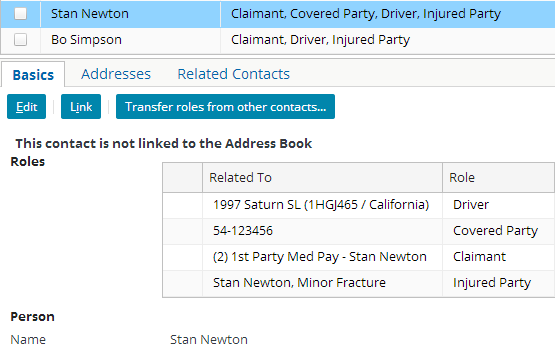 Stan Newton Claimant, Covered Party, Driver, Injured Party
Bo Simpson Claimant, Driver, Injured Party
Basics Addresses Related Contacts
Edit Link Transfer roles from other contacts...
This contact is not linked to the Address Book
Roles
Related To Role
1997 Saturn SL (1HGJ465 / California) Driver
54-123456 Covered Party
(2) 1st Party Med Pay - Stan Newton Claimant
Stan Newton, Minor Fracture Injured Party
Person
Name Stan Newton